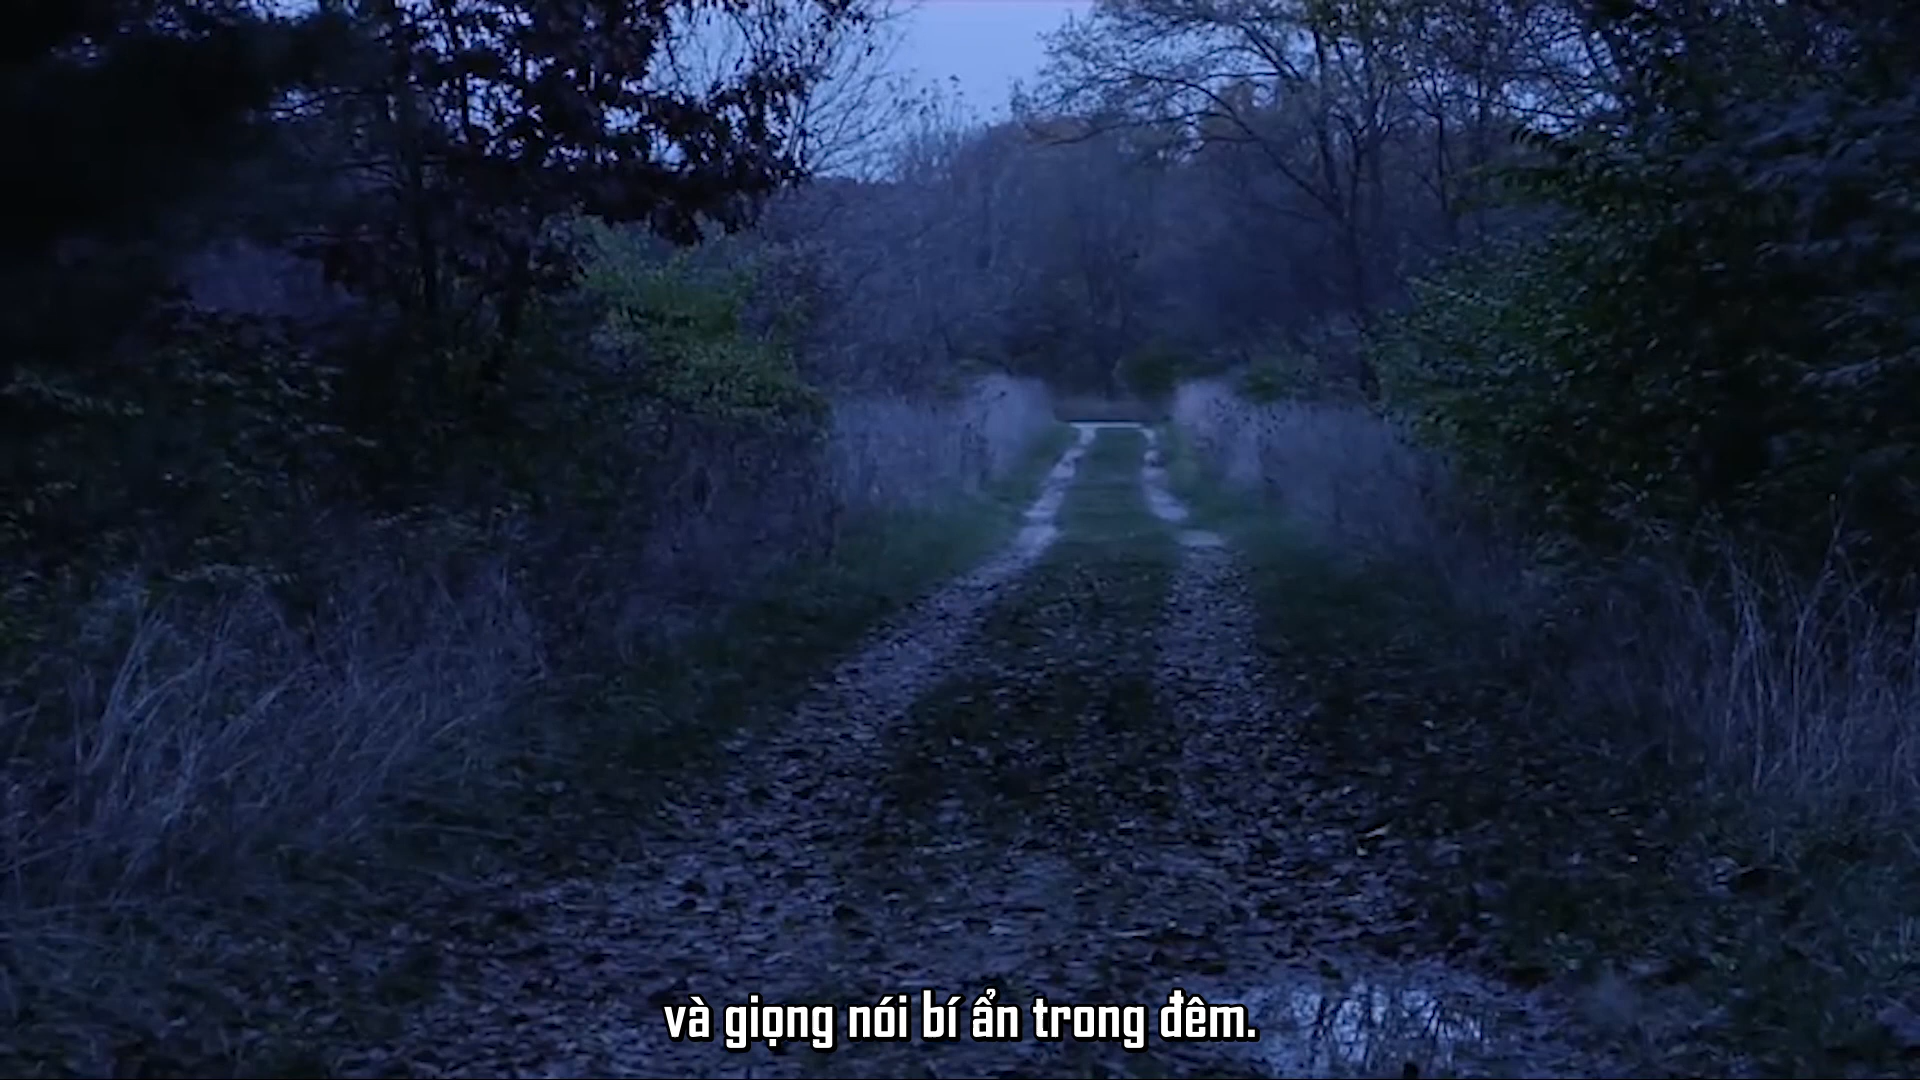 và giọng nói bí ẩn trong đêm.